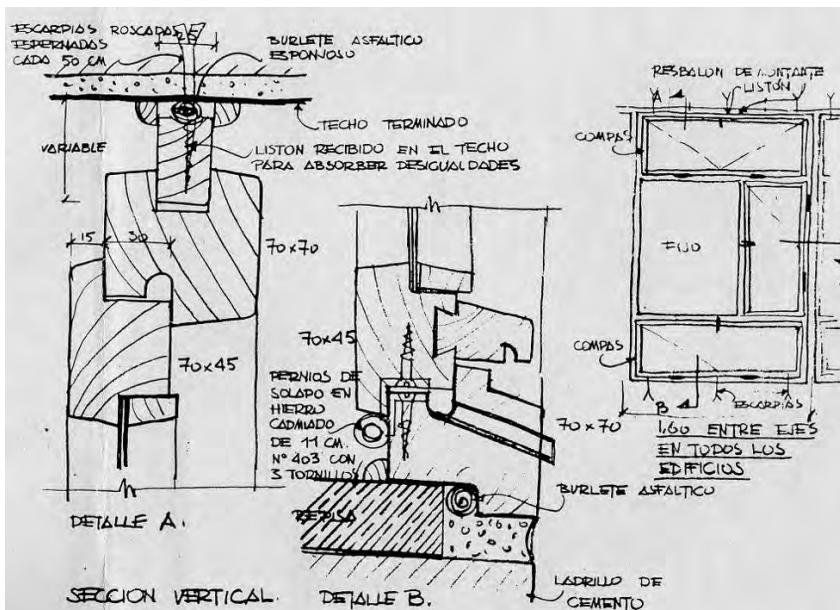 ESCARPIAS ROSCADAS
ESPERNADAS
CADA 50 CM
BURLETE ASFALTICO
ESPONJOSO
TECHO TERMINADO
VARIABLE
LISTON RECIBIDO EN EL TECHO
PARA ABSORBER DESIGUALDADES
15
30
70x70
70x45
DETALLE A.
SECCION VERTICAL.
70x45
PERNIOS DE
SOLAPO EN
HIERRO
CADMIADO
DE 11 CM.
Nº 403 CON
3 TORNILLOS
70x70
BURLETE ASFALTICO
REPISA
LADRILLO DE
CEMENTO
DETALLE B.
RESBALON DE MONTANTE
LISTON
A
COMPAS
FIJO
COMPAS
B
ESCARPIAS
1,60 ENTRE EJES
EN TODOS LOS
EDIFICIOS